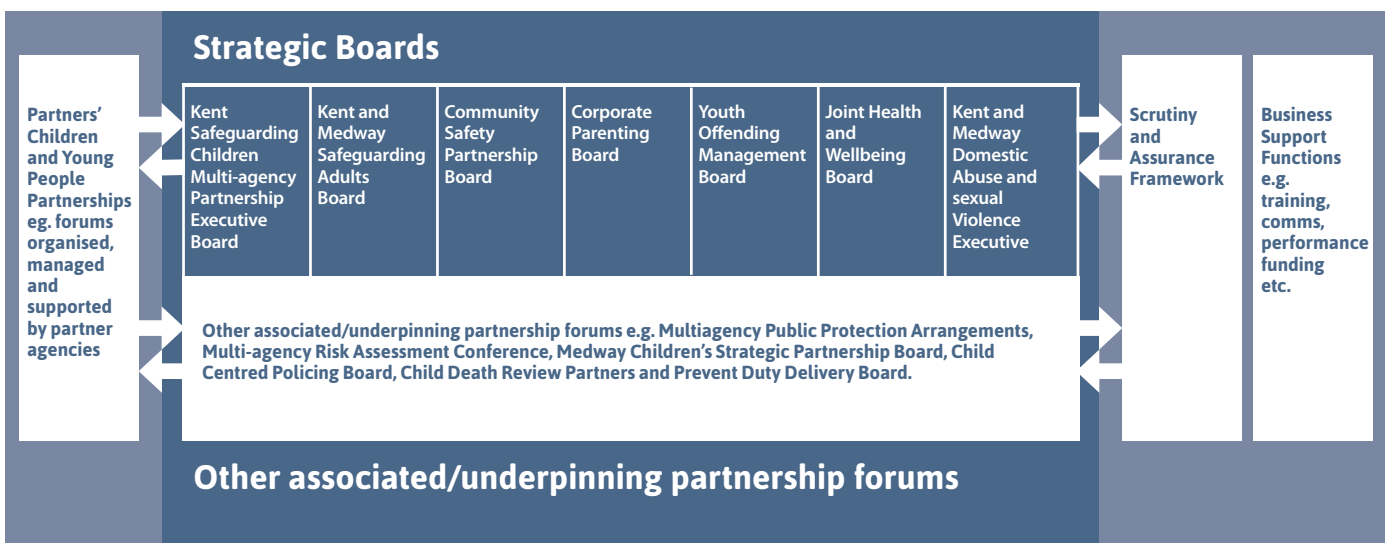 Strategic Boards
Partners’
Children
and Young
People
Partnerships
eg. forums
organised,
managed
and
supported
by partner
agencies
Kent
Safeguarding
Children
Multi-agency
Partnership
Executive
Board
Kent and
Medway
Safeguarding
Adults
Board
Community
Safety
Partnership
Board
Corporate
Parenting
Board
Youth
Offending
Management
Board
Joint Health
and
Wellbeing
Board
Kent and
Medway
Domestic
Abuse and
sexual
Violence
Executive
Scrutiny
and
Assurance
Framework
Business
Support
Functions
e.g.
training,
comms,
performance
funding
etc.
Other associated/underpinning partnership forums e.g. Multiagency Public Protection Arrangements,
Multi-agency Risk Assessment Conference, Medway Children’s Strategic Partnership Board, Child
Centred Policing Board, Child Death Review Partners and Prevent Duty Delivery Board.
Other associated/underpinning partnership forums